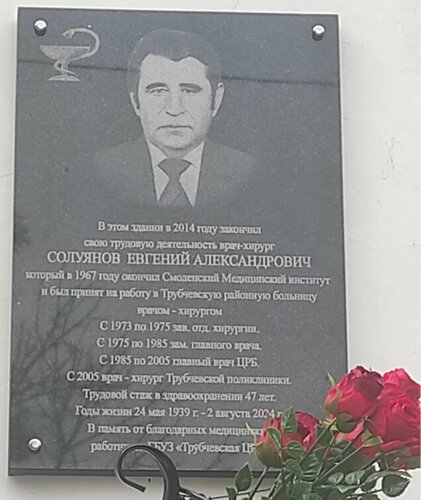 В этом здании в 2014 году закончил
свою трудовую деятельность врач-хирург
СОЛУЯНОВ ЕВГЕНИЙ АЛЕКСАНДРОВИЧ
который в 1967 году окончил Смоленский Медицинский институт
и был принят на работу в Трубчевскую районную больницу
врачом - хирургом
С 1973 по 1975 зав. отд. хирургии.
С 1975 по 1985 зам. главного врача.
С 1985 по 2005 главный врач ЦРБ.
С 2005 врач - хирург Трубчевской поликлиники.
Трудовой стаж в здравоохранении 47 лет.
Годы жизни 24 мая 1939 г. - 2 августа 2024
В память от благодарных
ГБУЗ «Трубчевская